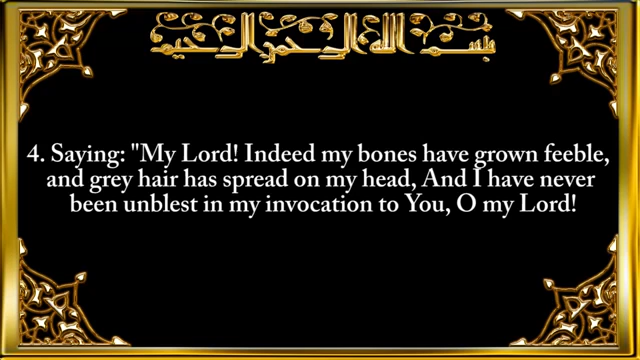 بسم الله الرحمن الرحيم
4. Saying: "My Lord! Indeed my bones have grown feeble,
and grey hair has spread on my head, And I have never
been unblest in my invocation to You, O my Lord!